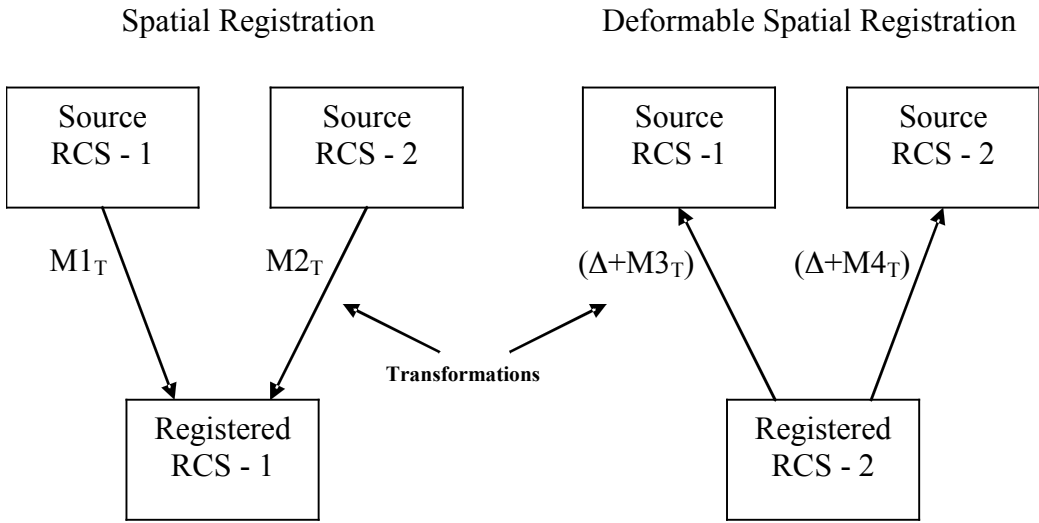 Spatial Registration
Deformable Spatial Registration
Source
RCS - 1
Source
RCS - 2
Source
RCS -1
Source
RCS - 2
M1T
M2T
(Δ+M3T)
(Δ+M4T)
Transformations
Registered
RCS - 1
Registered
RCS - 2